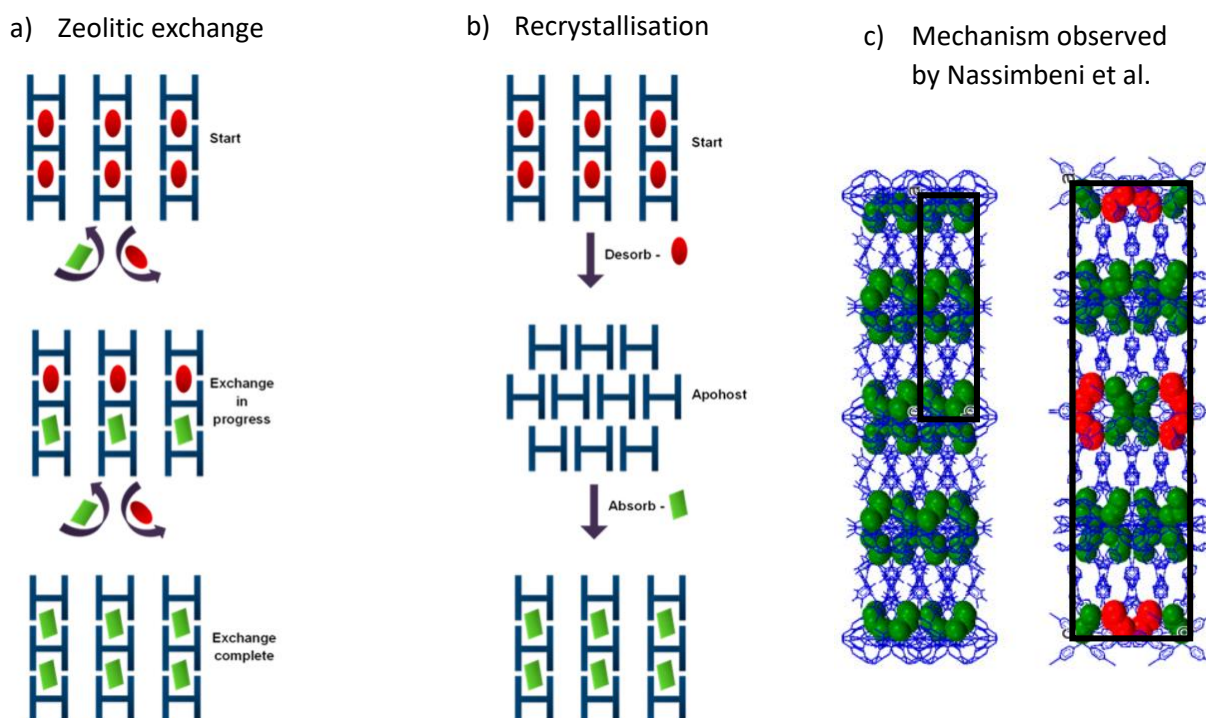 a) Zeolitic exchange
Start
Exchange
in
progress
Exchange
complete
b) Recrystallisation
Start
Desorb -
Apohost
Absorb -
c) Mechanism observed
by Nassimbeni et al.